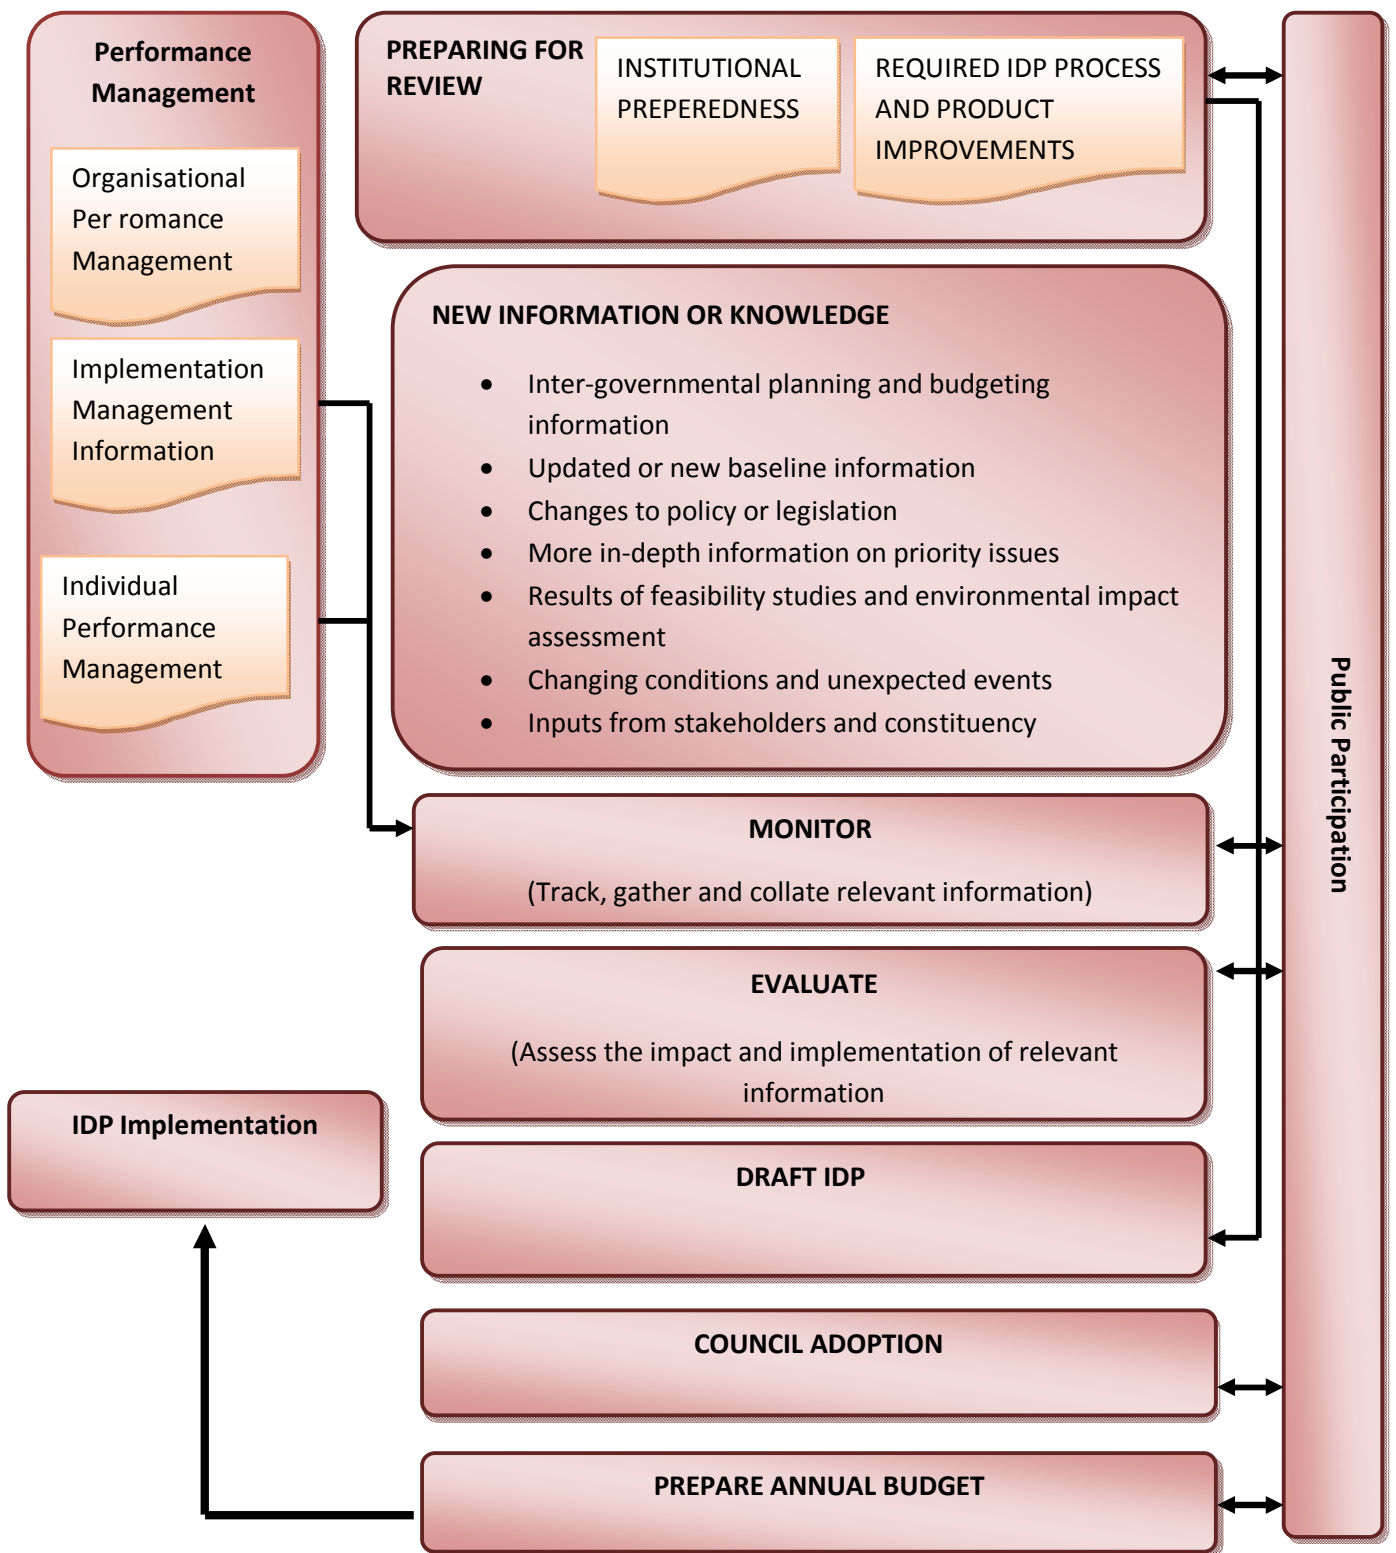 Performance
Management
Organisational
Per romance
Management
Implementation
Management
Information
Individual
Performance
Management
PREPARING FOR
REVIEW
INSTITUTIONAL
PREPEREDNESS
REQUIRED IDP PROCESS
AND PRODUCT
IMPROVEMENTS
NEW INFORMATION OR KNOWLEDGE
• Inter-governmental planning and budgeting
information
• Updated or new baseline information
• Changes to policy or legislation
• More in-depth information on priority issues
• Results of feasibility studies and environmental impact
assessment
• Changing conditions and unexpected events
• Inputs from stakeholders and constituency
MONITOR
(Track, gather and collate relevant information)
EVALUATE
(Assess the impact and implementation of relevant
information
DRAFT IDP
COUNCIL ADOPTION
PREPARE ANNUAL BUDGET
IDP Implementation
Public Participation